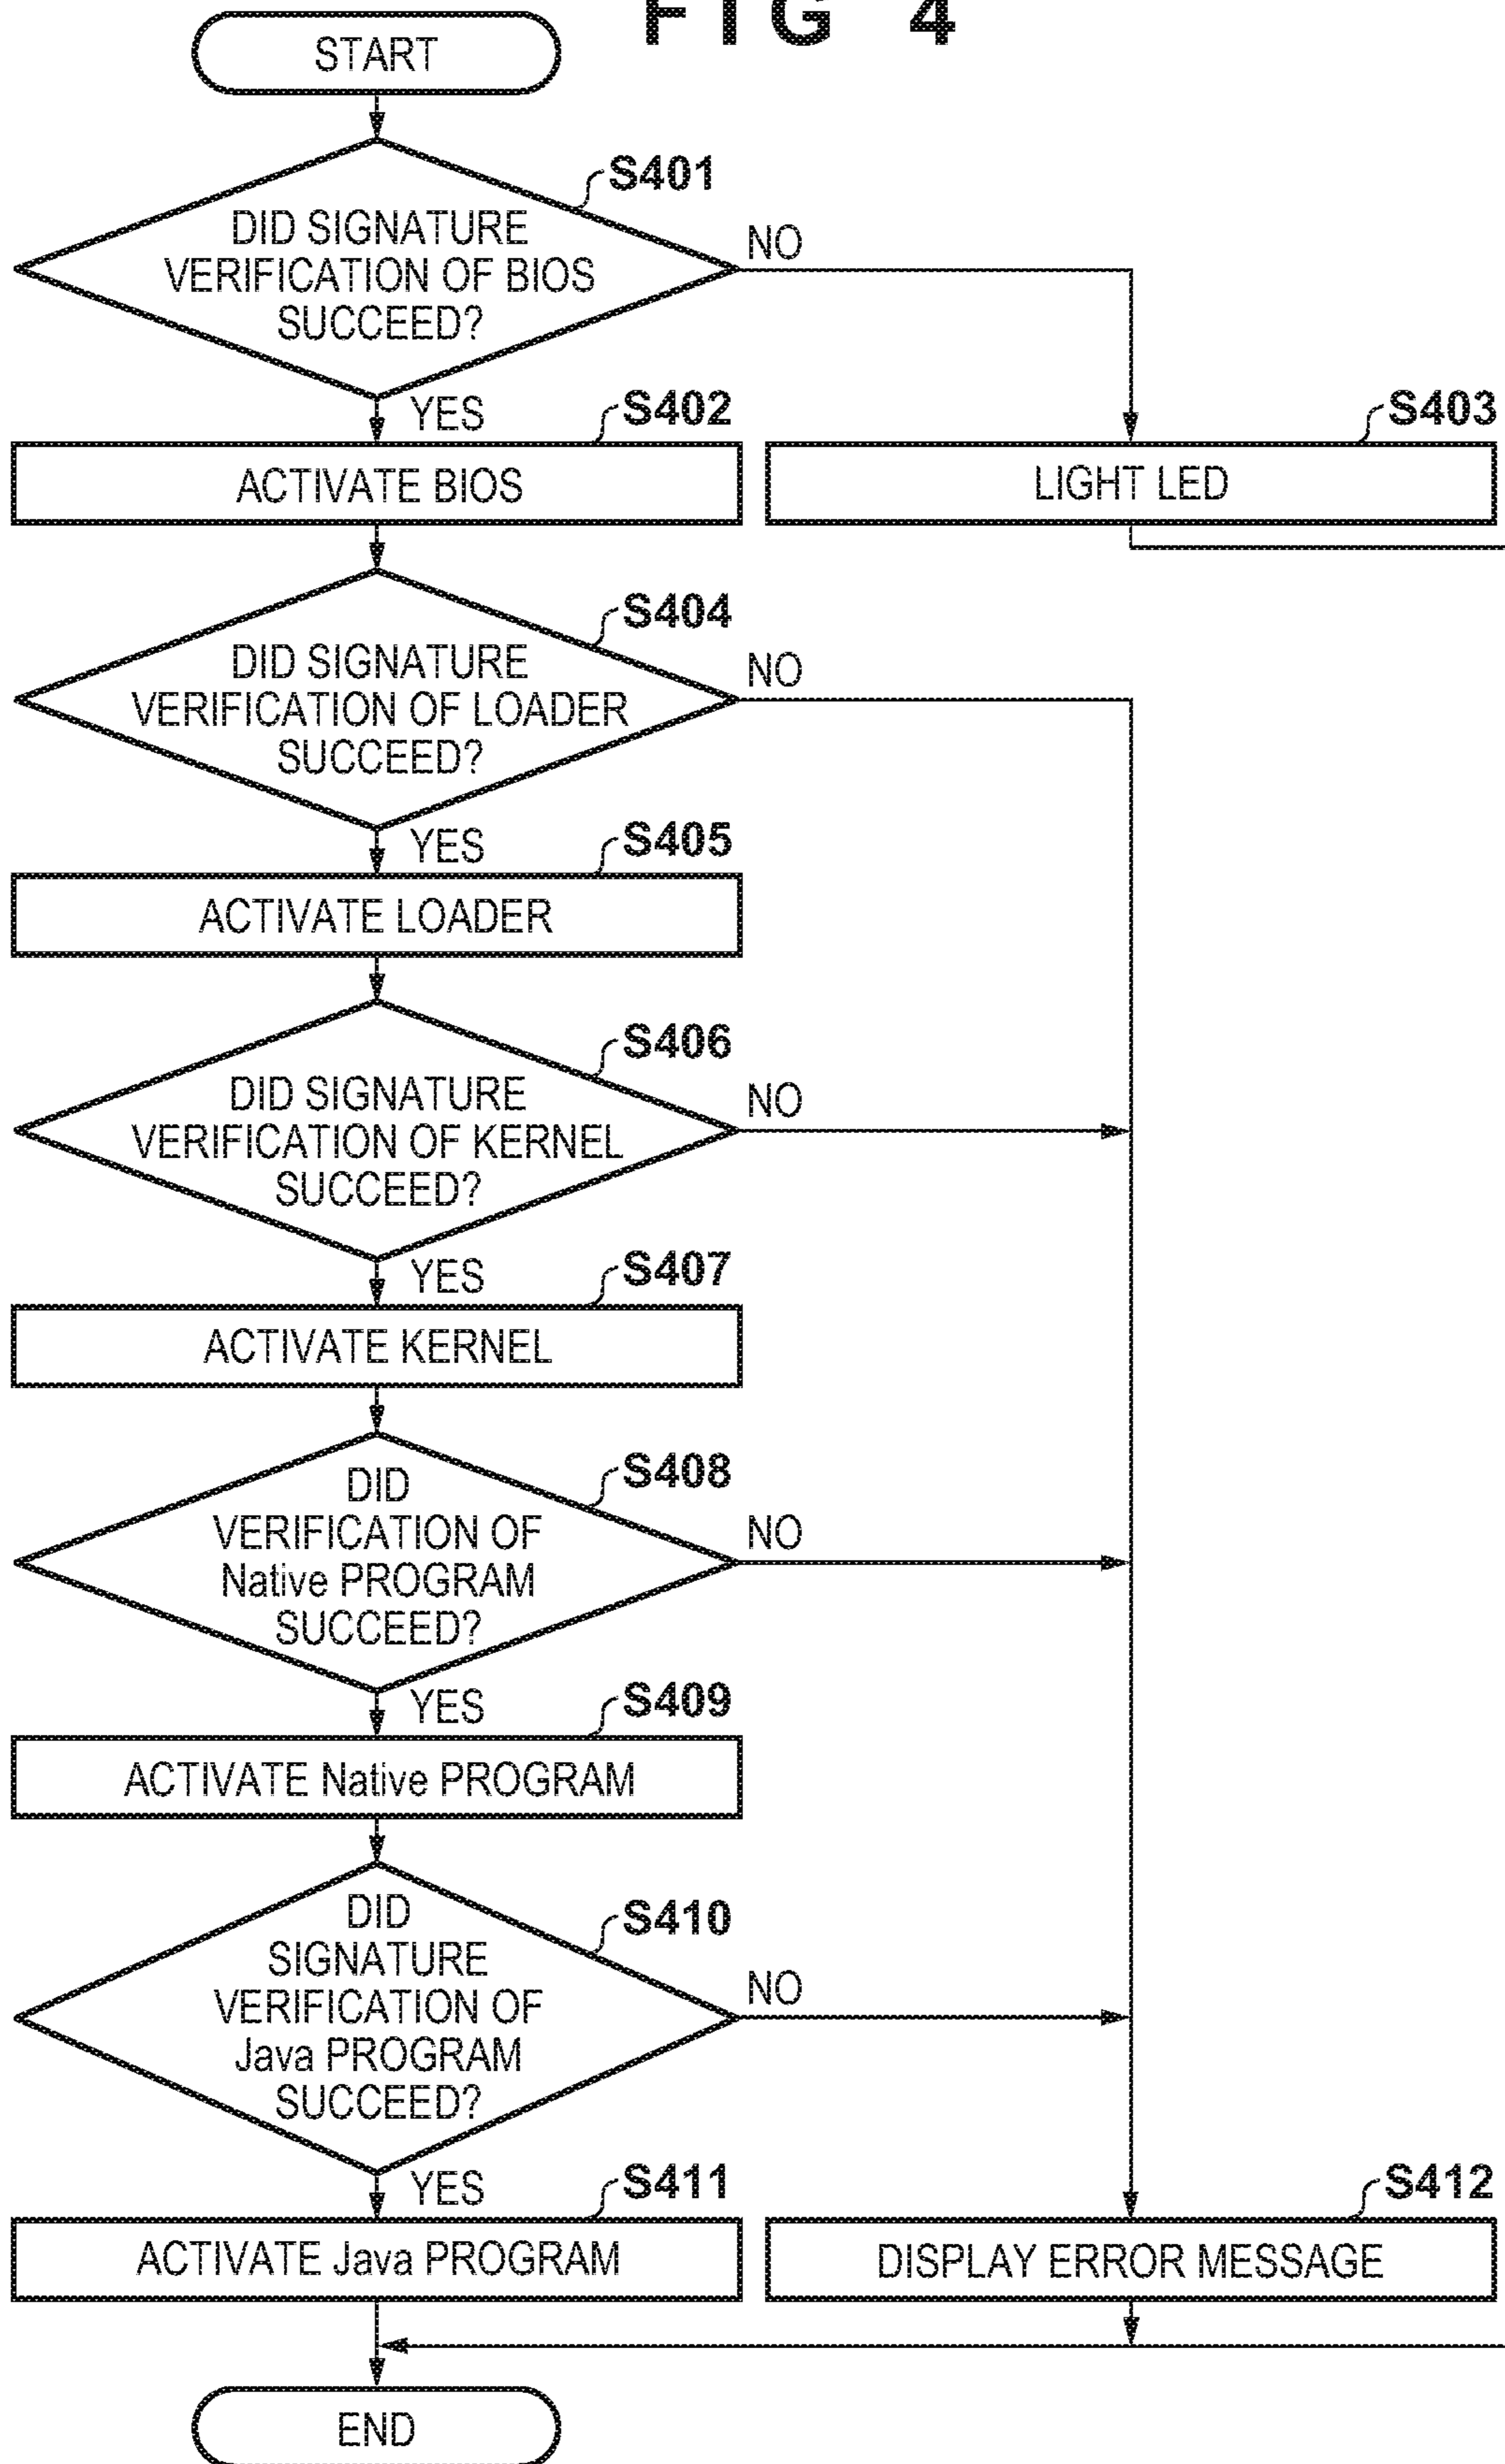 FIG 4
START
S401
DID SIGNATURE
VERIFICATION OF BIOS
SUCCEED?
NO
YES
S402
ACTIVATE BIOS
S403
LIGHT LED
S404
DID SIGNATURE
VERIFICATION OF LOADER
SUCCEED?
NO
YES
S405
ACTIVATE LOADER
S406
DID SIGNATURE
VERIFICATION OF KERNEL
SUCCEED?
NO
YES
S407
ACTIVATE KERNEL
S408
DID
VERIFICATION OF
Native PROGRAM
SUCCEED?
NO
YES
S409
ACTIVATE Native PROGRAM
S410
DID
SIGNATURE
VERIFICATION OF
Java PROGRAM
SUCCEED?
NO
YES
S411
ACTIVATE Java PROGRAM
S412
DISPLAY ERROR MESSAGE
END